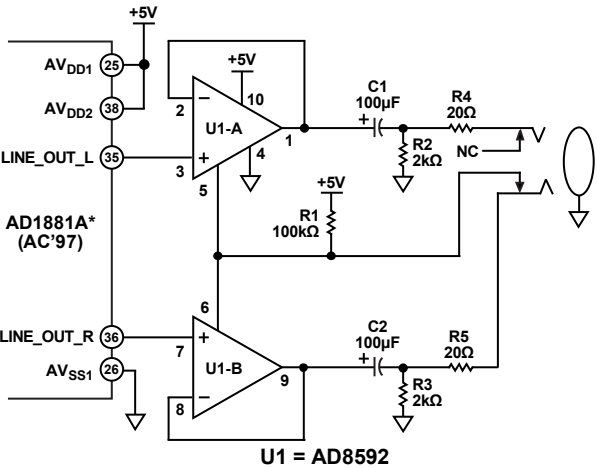 +5V
AVDD1 25
+5V
C1
100µF
R4
20Ω
AVDD2 38
2
−
10
+
U1-A
1
R2
2kΩ
NC
LINE_OUT_L 35
+
4
3
5
+5V
R1
100kΩ
AD1881A*
(AC'97)
6
C2
100µF
R5
20Ω
LINE_OUT_R 36
+
7
U1-B
+
AVSS1 26
9
R3
2kΩ
8
−
U1 = AD8592